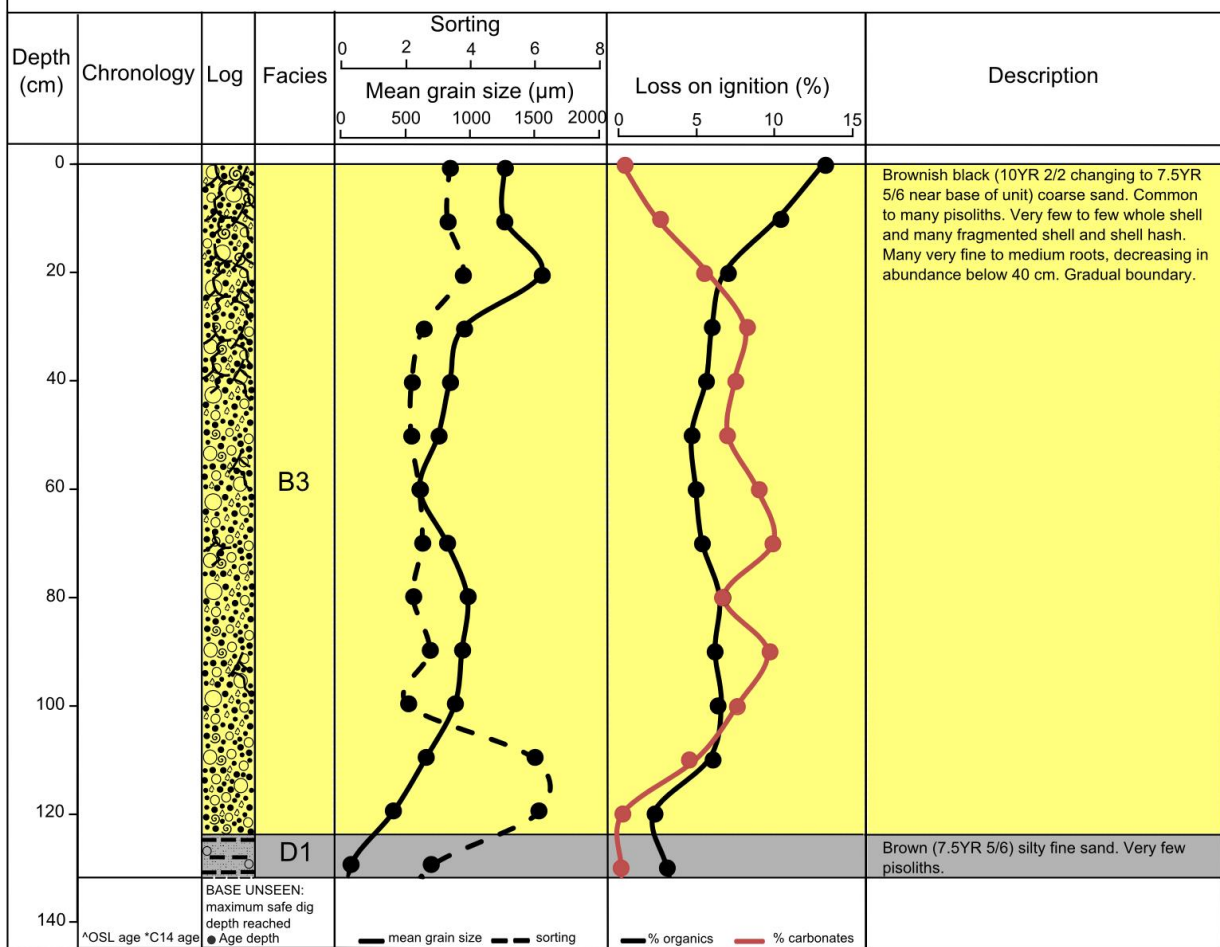 Depth
(cm)
Chronology
Log
Facies
Sorting
0 2 4 6 8
Mean grain size (µm)
0 500 1000 1500 2000
Loss on ignition (%)
0 5 10 15
Description
0
20
40
60
80
100
120
140
B3
D1
Brownish black (10YR 2/2 changing to 7.5YR
5/6 near base of unit) coarse sand. Common
to many pisoliths. Very few to few whole shell
and many fragmented shell and shell hash.
Many very fine to medium roots, decreasing in
abundance below 40 cm. Gradual boundary.
Brown (7.5YR 5/6) silty fine sand. Very few
pisoliths.
BASE UNSEEN:
maximum safe dig
depth reached
^OSL age *C14 age
Age depth
mean grain size
sorting
% organics
% carbonates